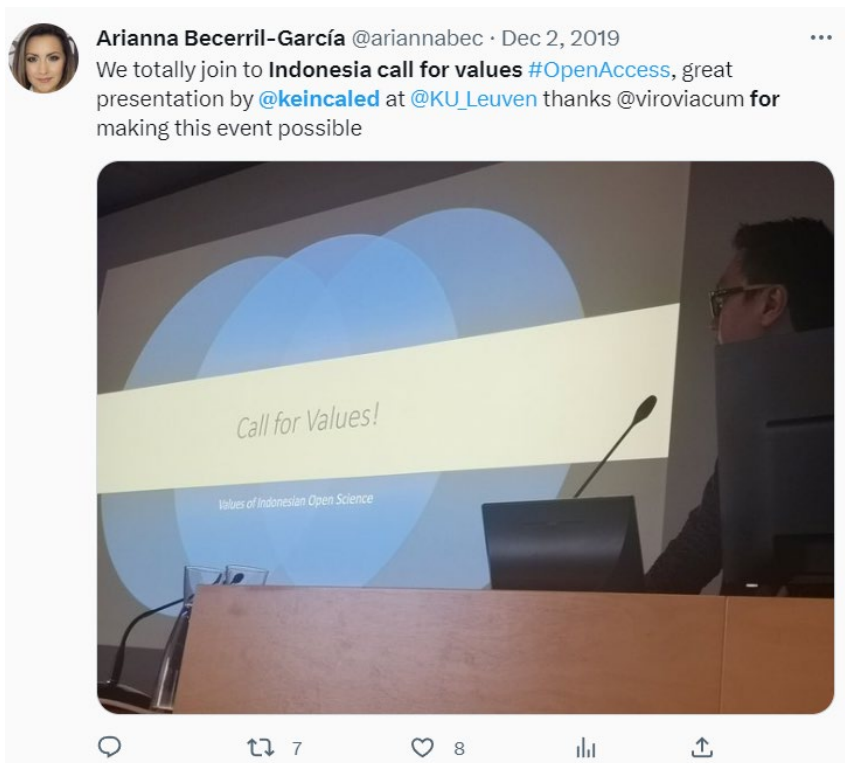 Arianna Becerril-García @ariannabec · Dec 2, 2019
We totally join to Indonesia call for values #OpenAccess, great
presentation by @keincaled at @KU_Leuven thanks @viroviacum for
making this event possible
Call for Values!
Values of Indonesian Open Science
7 8